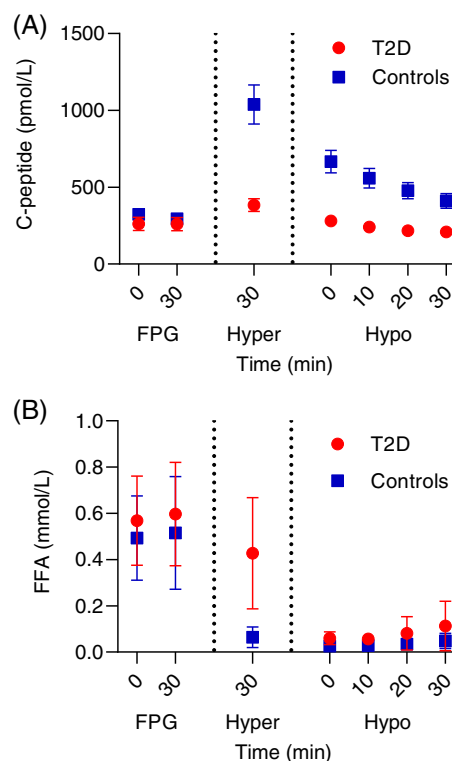 (A)
1500
1000
500
0
C-peptide (pmol/L)
T2D
Controls
0 30 30 0 10 20 30
FPG Hyper Hypo
Time (min)
(B)
1.0
0.8
0.6
0.4
0.2
0.0
FFA (mmol/L)
T2D
Controls
0 30 30 0 10 20 30
FPG Hyper Hypo
Time (min)